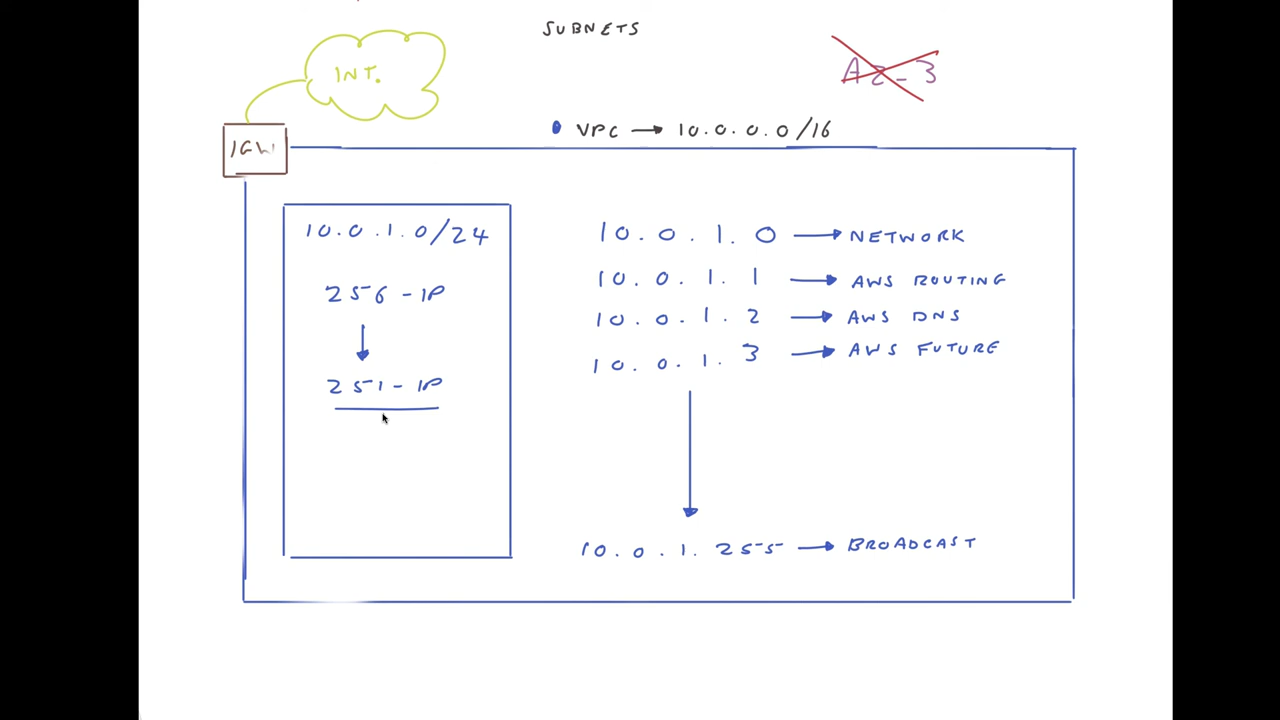 SUBNETS
INT.
AZ-3
VPC → 10.0.0.0/16
IGW
10.0.1.0/24
256-IP
251-IP
10.0.1.0 → NETWORK
10.0.1.1 → AWS ROUTING
10.0.1.2 → AWS DNS
10.0.1.3 → AWS FUTURE
10.0.1.255 → BROADCAST